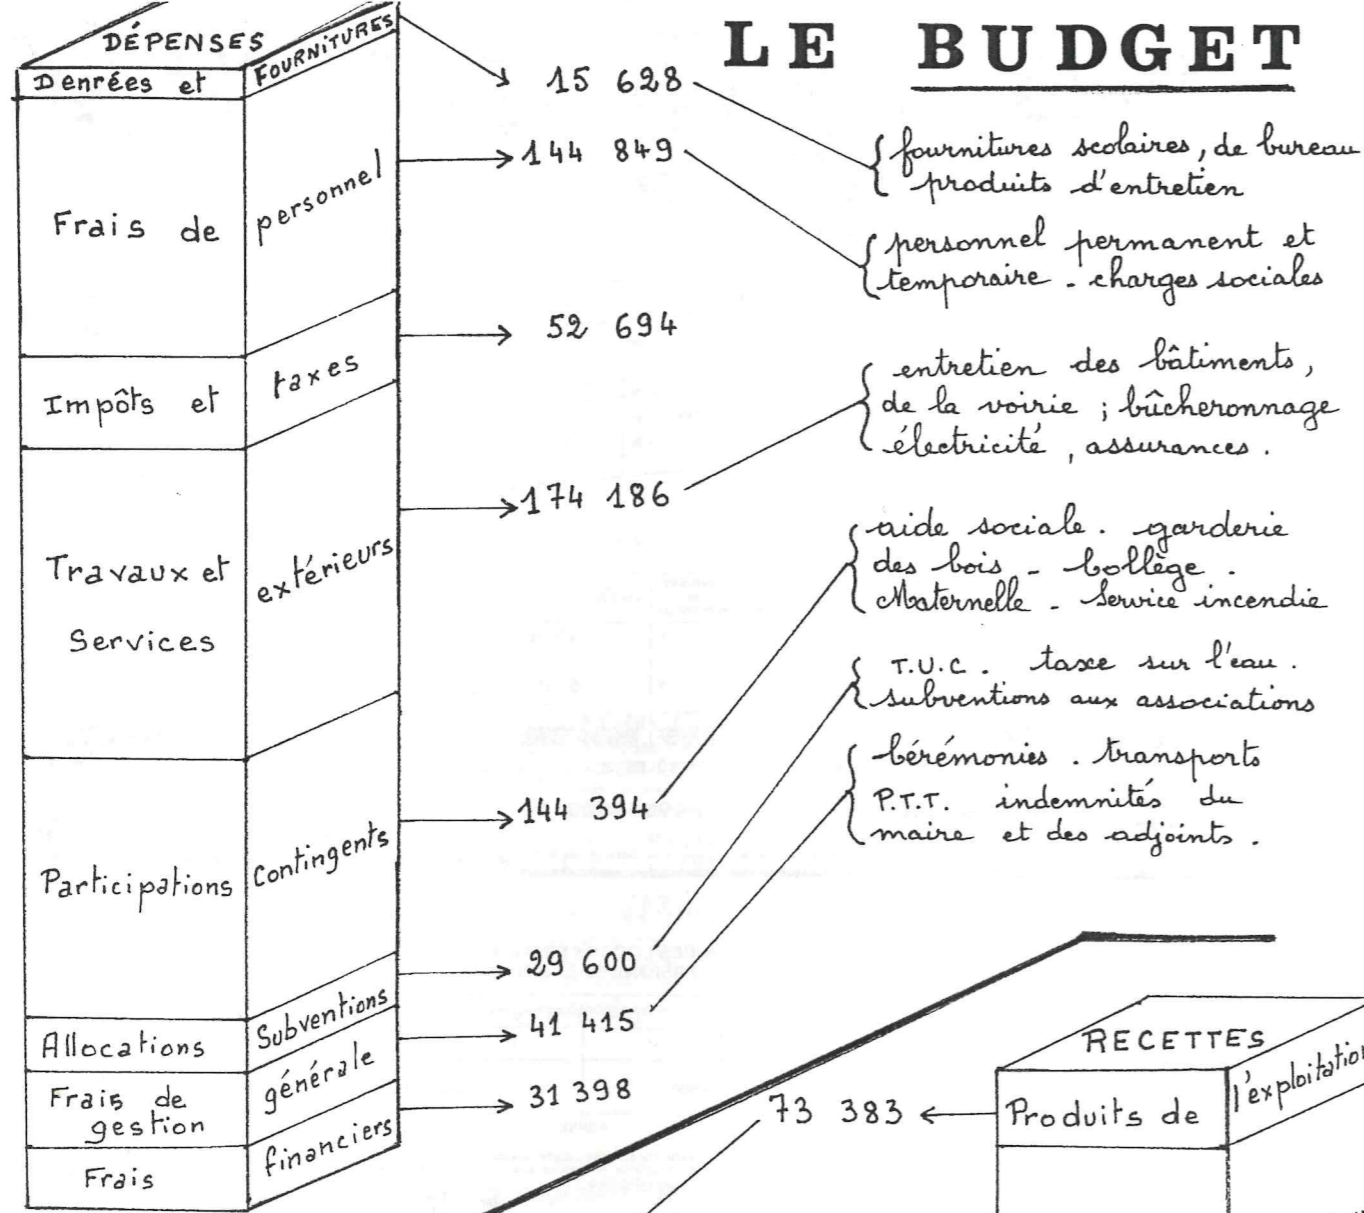 LE BUDGET
DÉPENSES
Denrées et FOURNITURES
15 628
fournitures scolaires, de bureau
produits d'entretien
Frais de personnel
144 849
personnel permanent et
temporaire - charges sociales
Impôts et taxes
52 694
Travaux et
Services extérieurs
174 186
entretien des bâtiments,
de la voirie ; bûcheronnage
électricité, assurances.
Participations Contingents
144 394
aide sociale. garderie
des bois - Collège.
Maternelle - Service incendie
Allocations Subventions
29 600
T.U.C. taxe sur l'eau.
subventions aux associations
Frais de
gestion générale
41 415
Cérémonies. transports
P.T.T. indemnités du
maire et des adjoints.
Frais financiers
31 398
RECETTES
Produits de l'exploitation
73 383